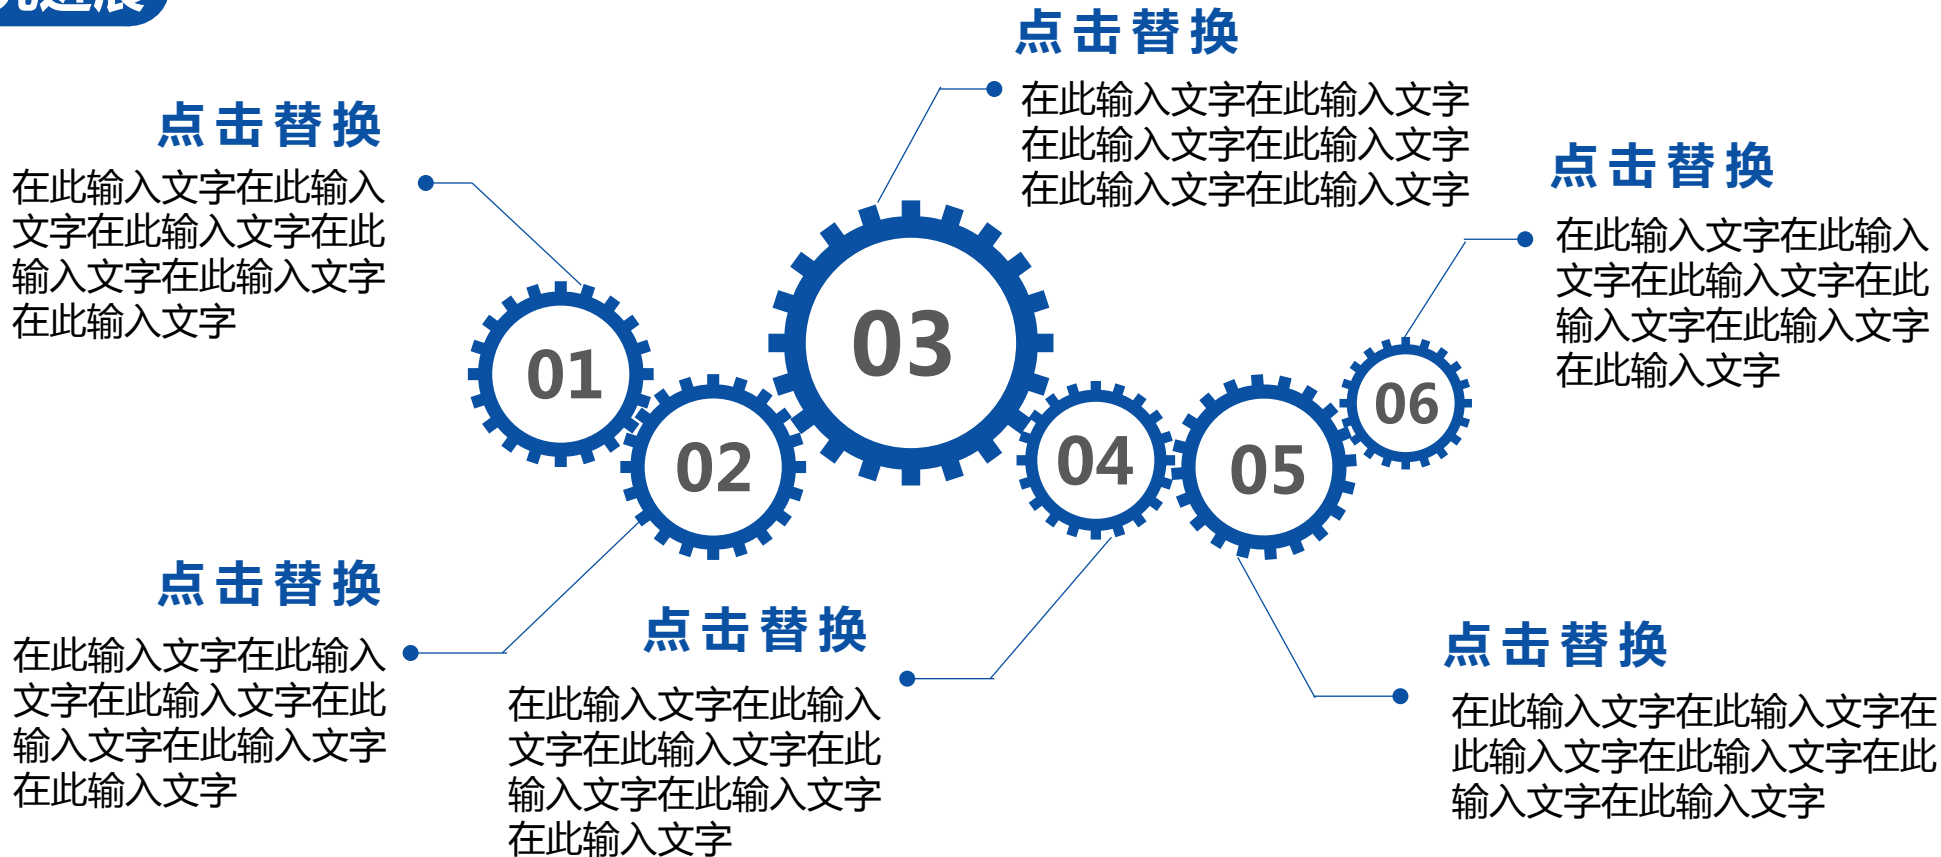 进展
点击替换
在此输入文字在此输入
文字在此输入文字在此
输入文字在此输入文字
在此输入文字
点击替换
在此输入文字在此输入文字
在此输入文字在此输入文字
在此输入文字在此输入文字
点击替换
在此输入文字在此输入
文字在此输入文字在此
输入文字在此输入文字
在此输入文字
01
02
03
04
05
06
点击替换
在此输入文字在此输入
文字在此输入文字在此
输入文字在此输入文字
在此输入文字
点击替换
在此输入文字在此输入
文字在此输入文字在此
输入文字在此输入文字
在此输入文字
点击替换
在此输入文字在此输入文字在
此输入文字在此输入文字在此
输入文字在此输入文字